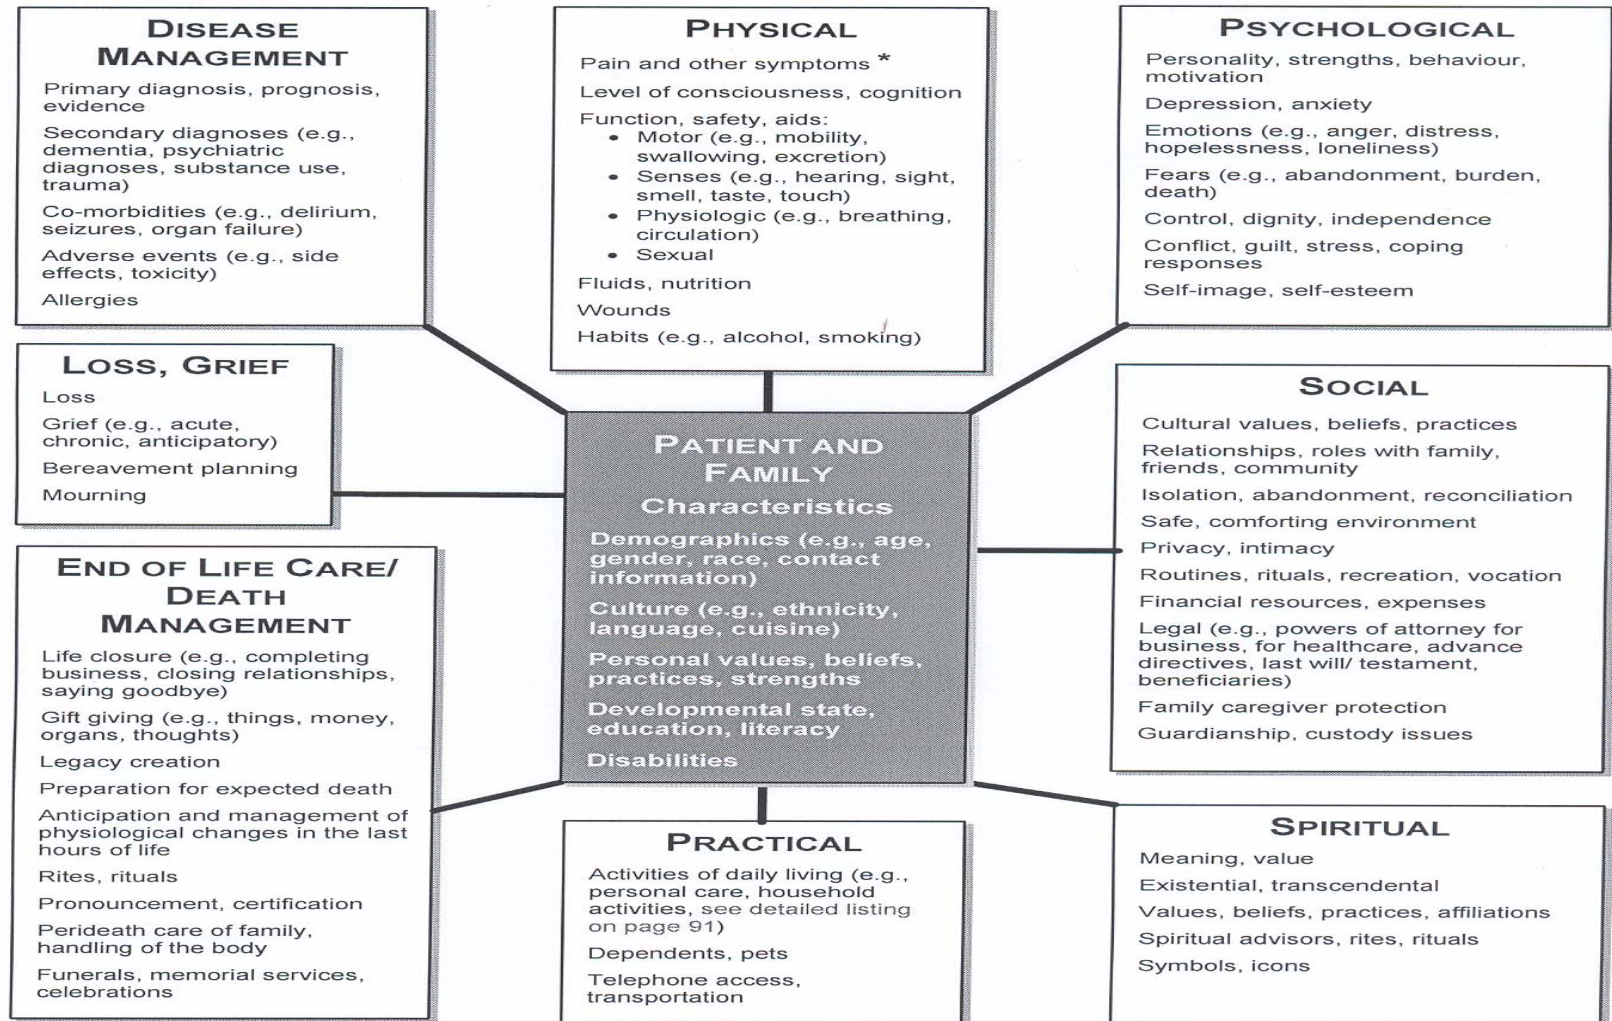 DISEASE
MANAGEMENT
Primary diagnosis, prognosis,
evidence
Secondary diagnoses (e.g.,
dementia, psychiatric
diagnoses, substance use,
trauma)
Co-morbidities (e.g., delirium,
seizures, organ failure)
Adverse events (e.g., side
effects, toxicity)
Allergies
PHYSICAL
Pain and other symptoms *
Level of consciousness, cognition
Function, safety, aids:
• Motor (e.g., mobility,
swallowing, excretion)
• Senses (e.g., hearing, sight,
smell, taste, touch)
• Physiologic (e.g., breathing,
circulation)
• Sexual
Fluids, nutrition
Wounds
Habits (e.g., alcohol, smoking)
PSYCHOLOGICAL
Personality, strengths, behaviour,
motivation
Depression, anxiety
Emotions (e.g., anger, distress,
hopelessness, loneliness)
Fears (e.g., abandonment, burden,
death)
Control, dignity, independence
Conflict, guilt, stress, coping
responses
Self-image, self-esteem
LOSS, GRIEF
Loss
Grief (e.g., acute,
chronic, anticipatory)
Bereavement planning
Mourning
PATIENT AND
FAMILY
Characteristics
Demographics (e.g., age,
gender, race, contact
information)
Culture (e.g., ethnicity,
language, cuisine)
Personal values, beliefs,
practices, strengths
Developmental state,
education, literacy
Disabilities
SOCIAL
Cultural values, beliefs, practices
Relationships, roles with family,
friends, community
Isolation, abandonment, reconciliation
Safe, comforting environment
Privacy, intimacy
Routines, rituals, recreation, vocation
Financial resources, expenses
Legal (e.g., powers of attorney for
business, for healthcare, advance
directives, last will/ testament,
beneficiaries)
Family caregiver protection
Guardianship, custody issues
END OF LIFE CARE/
DEATH
MANAGEMENT
Life closure (e.g., completing
business, closing relationships,
saying goodbye)
Gift giving (e.g., things, money,
organs, thoughts)
Legacy creation
Preparation for expected death
Anticipation and management of
physiological changes in the last
hours of life
Rites, rituals
Pronouncement, certification
Perideath care of family,
handling of the body
Funerals, memorial services,
celebrations
PRACTICAL
Activities of daily living (e.g.,
personal care, household
activities, see detailed listing
on page 91)
Dependents, pets
Telephone access,
transportation
SPIRITUAL
Meaning, value
Existential, transcendental
Values, beliefs, practices, affiliations
Spiritual advisors, rites, rituals
Symbols, icons